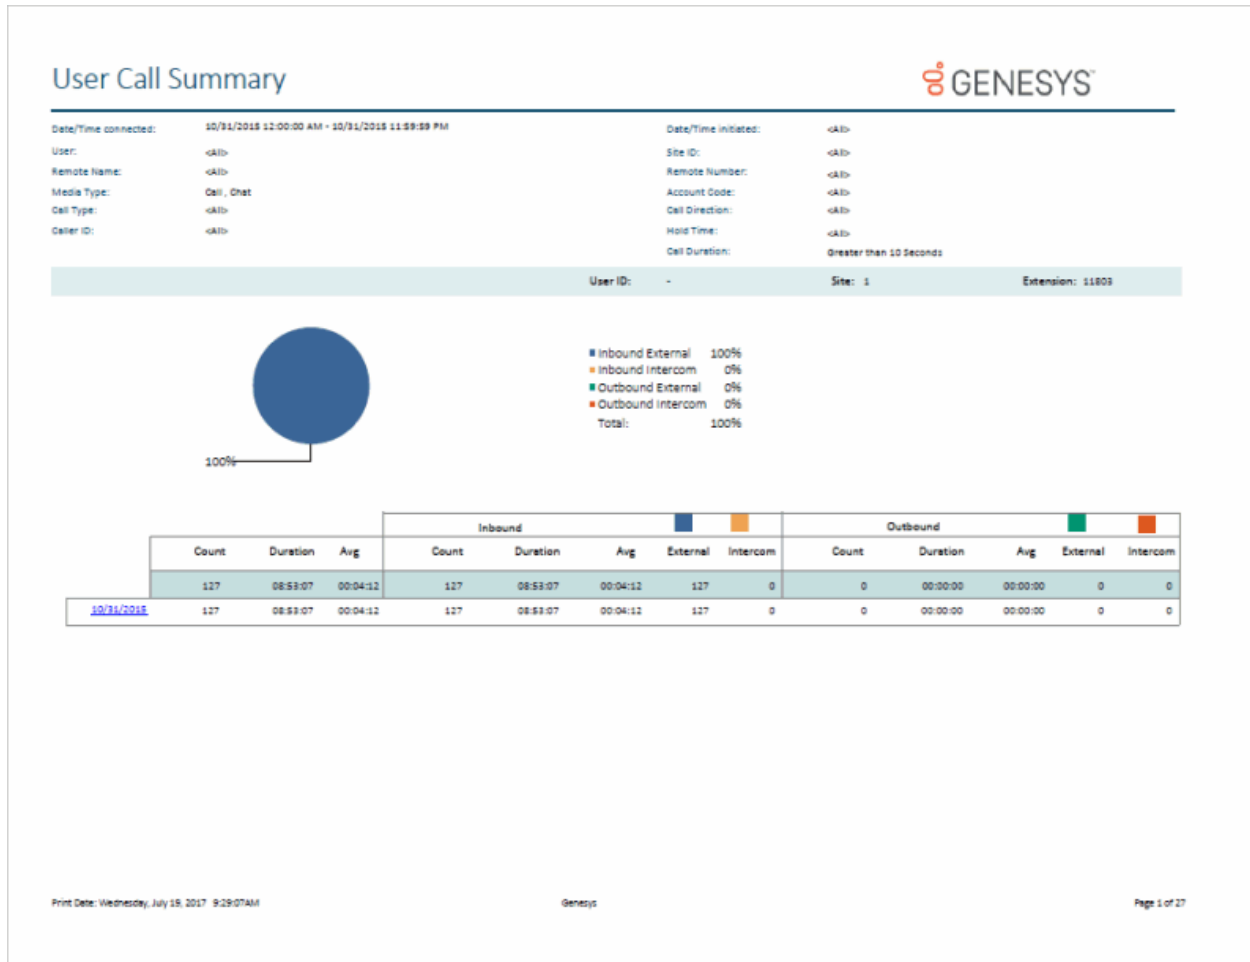 User Call Summary
GENESYS™
Date/Time connected: 10/31/2015 12:00:00 AM - 10/31/2015 11:59:59 PM Date/Time initiated: <All>
User: <All> Site ID: <All>
Remote Name: <All> Remote Number: <All>
Media Type: Call , Chat Account Code: <All>
Call Type: <All> Call Direction: <All>
Caller ID: <All> Hold Time: <All>
Call Duration: Greater than 10 Seconds
User ID: - Site: 1 Extension: 11803
Inbound External 100%
Inbound Intercom 0%
Outbound External 0%
Outbound Intercom 0%
Total: 100%
100%
Inbound Outbound
Count Duration Avg Count Duration Avg External Intercom Count Duration Avg External Intercom
127 08:53:07 00:04:12 127 08:53:07 00:04:12 127 0 0 00:00:00 00:00:00 0 0
10/31/2015 127 08:53:07 00:04:12 127 08:53:07 00:04:12 127 0 0 00:00:00 00:00:00 0 0
Print Date: Wednesday, July 19, 2017 9:29:07AM Genesys Page 1 of 27